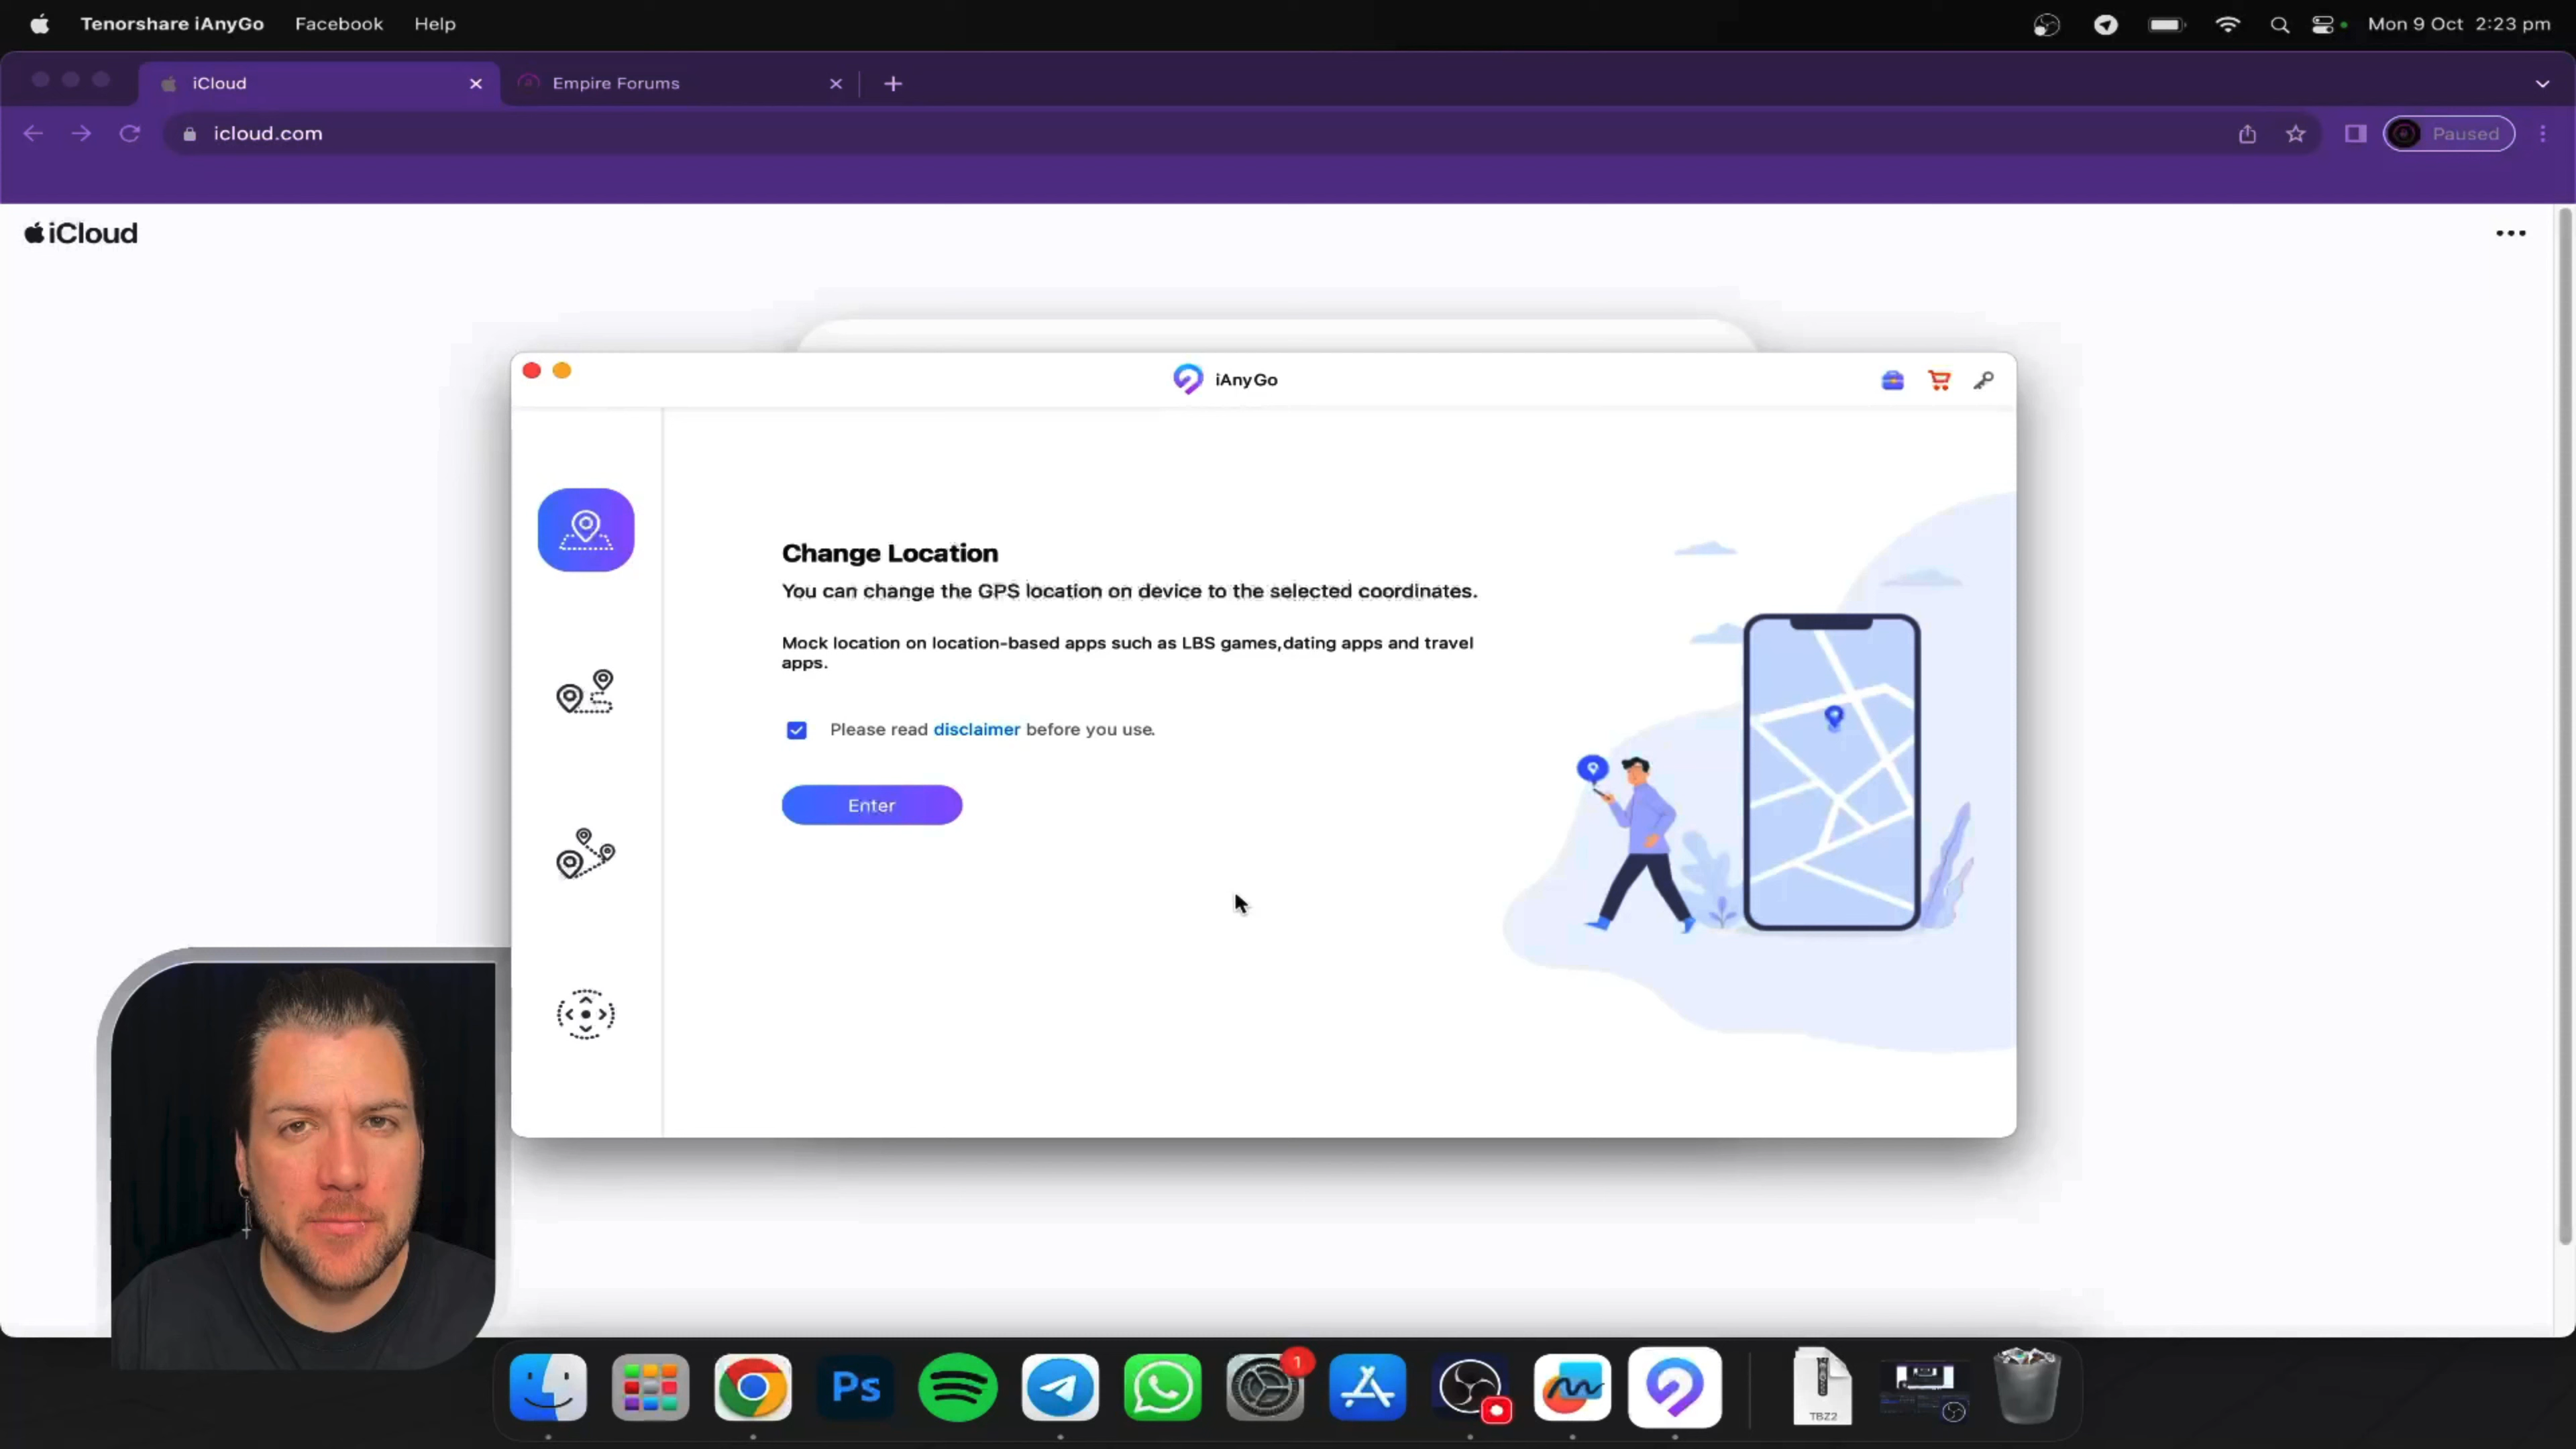 Tenorshare iAnyGo Facebook Help Mon 9 Oct 2:23 pm
iCloud Empire Forums
icloud.com Paused
iCloud
iAnyGo
Change Location
You can change the GPS location on device to the selected coordinates.
Mock location on location-based apps such as LBS games,dating apps and travel
apps.
Please read disclaimer before you use.
Enter
1
Ps
TBZ2